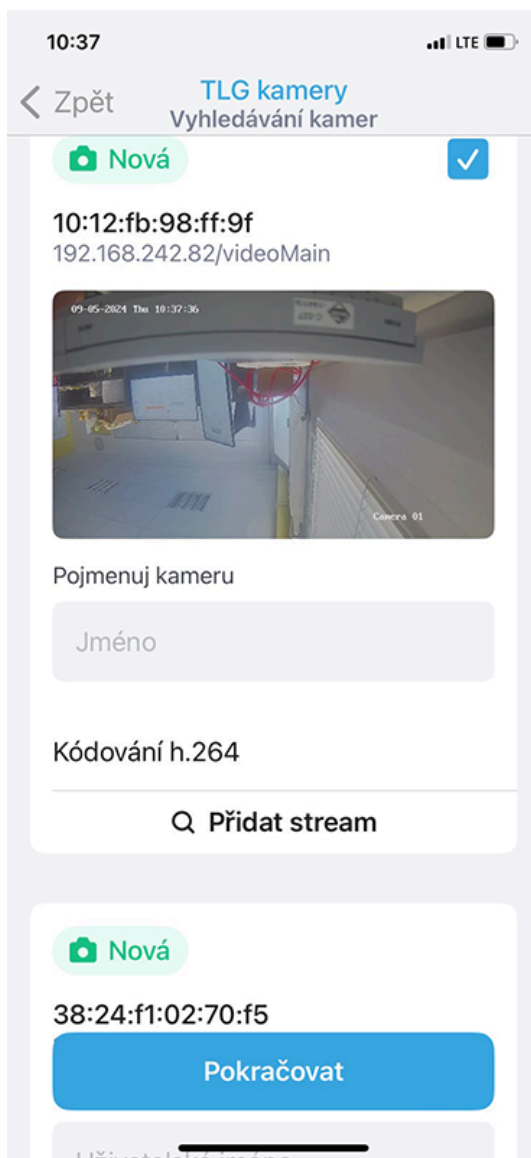 10:37
LTE
Zpět
TLG kamery
Vyhledávání kamer
Nová
10:12:fb:98:ff:9f
192.168.242.82/videoMain
09-05-2024 Thu 10:37:36
Camera 01
Pojmenuj kameru
Jméno
Kódování h.264
Přidat stream
Nová
38:24:f1:02:70:f5
Pokračovat